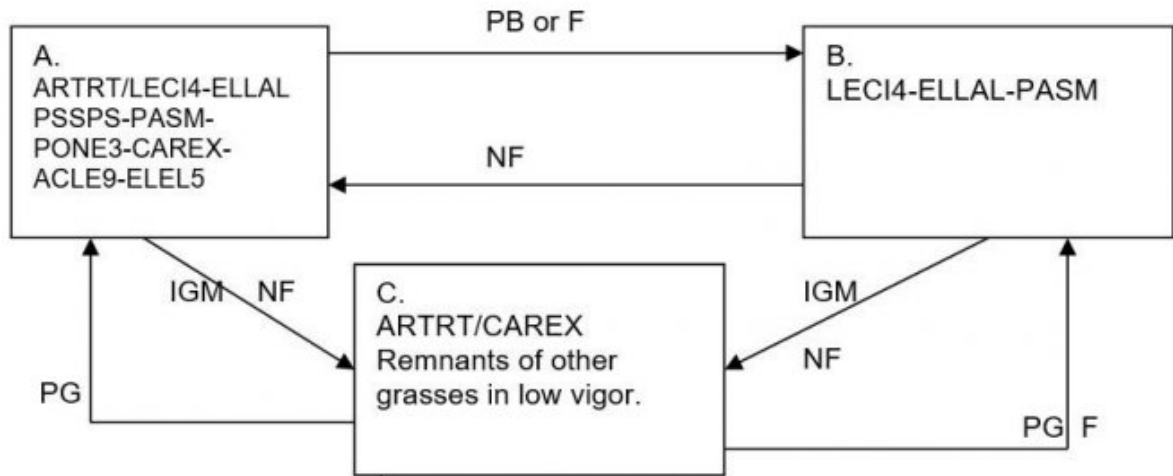 PB or F
A.
ARTRT/LECI4-ELLAL
PSSPS-PASM-
PONE3-CAREX-
ACLE9-ELEL5
B.
LECI4-ELLAL-PASM
NF
IGM NF
IGM
NF
C.
ARTRT/CAREX
Remnants of other
grasses in low vigor.
PG
PG F